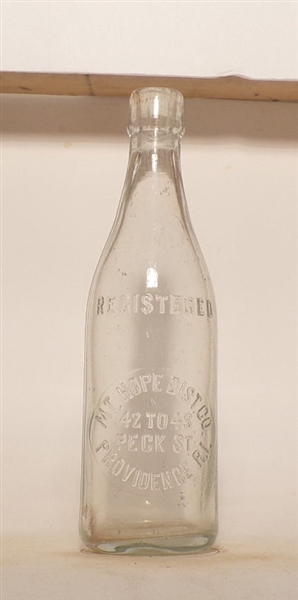 REGISTERED
MT. HOPE DIST. CO.
42 TO 48
PECK ST.
PROVIDENCE R.I.